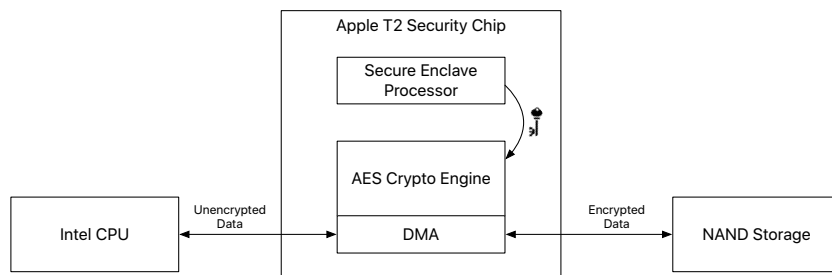 Apple T2 Security Chip
Secure Enclave
Processor
AES Crypto Engine
Unencrypted
Data
Encrypted
Data
Intel CPU
DMA
NAND Storage